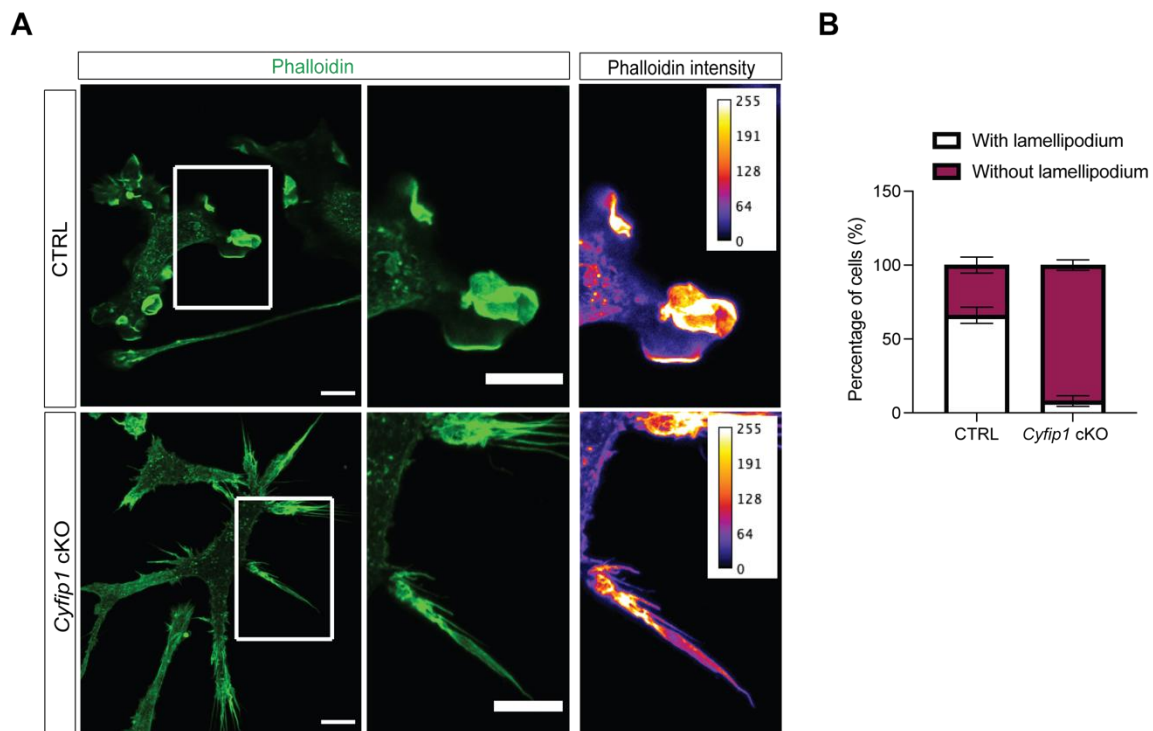 A
Phalloidin
Phalloidin intensity
CTRL
255
191
128
64
0
Cyfip1 cKO
255
191
128
64
0
B
With lamellipodium
Without lamellipodium
Percentage of cells (%)
150
100
50
0
CTRL
Cyfip1 cKO